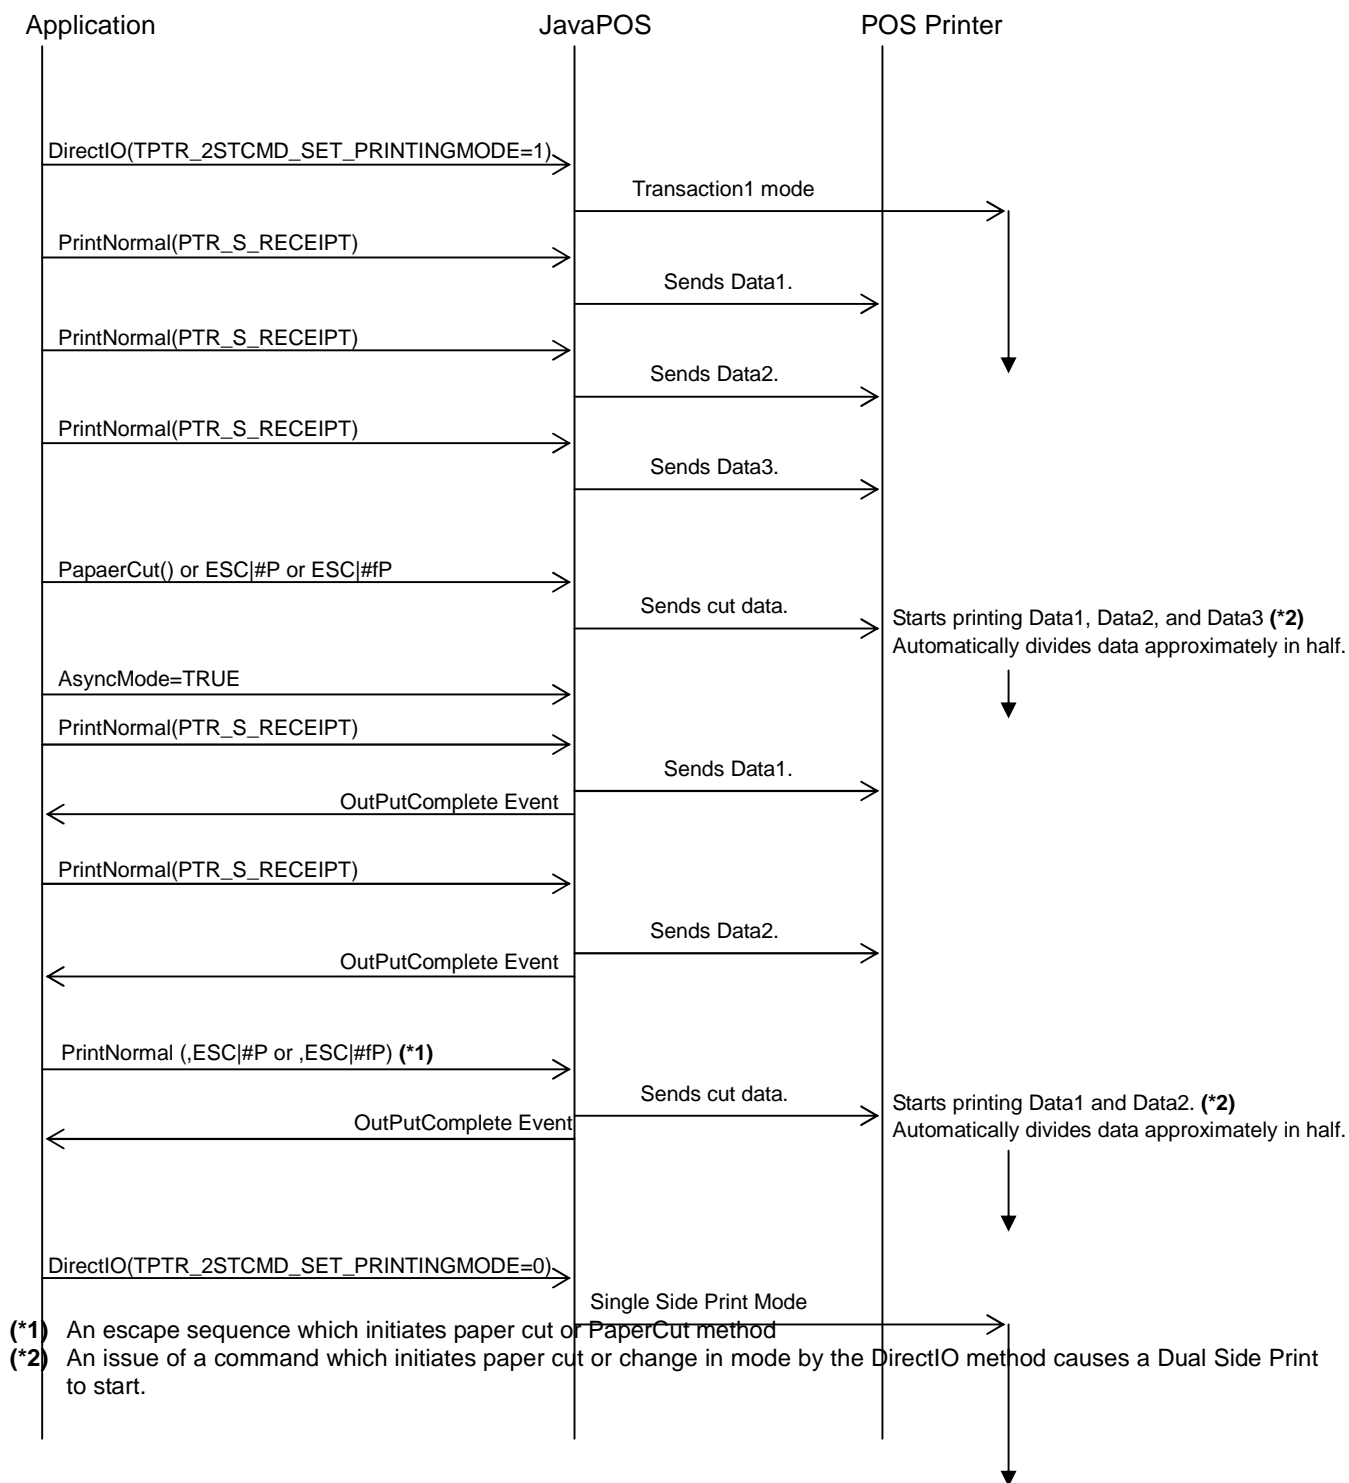 Application JavaPOS POS Printer
DirectIO(TPTR_2STCMD_SET_PRINTINGMODE=1)
Transaction1 mode
PrintNormal(PTR_S_RECEIPT)
Sends Data1.
PrintNormal(PTR_S_RECEIPT)
Sends Data2.
PrintNormal(PTR_S_RECEIPT)
Sends Data3.
PapaerCut() or ESC|#P or ESC|#fP
Sends cut data.
Starts printing Data1, Data2, and Data3 (*2)
Automatically divides data approximately in half.
AsyncMode=TRUE
PrintNormal(PTR_S_RECEIPT)
Sends Data1.
OutPutComplete Event
PrintNormal(PTR_S_RECEIPT)
Sends Data2.
OutPutComplete Event
PrintNormal (,ESC|#P or ,ESC|#fP) (*1)
Sends cut data.
Starts printing Data1 and Data2. (*2)
OutPutComplete Event
Automatically divides data approximately in half.
DirectIO(TPTR_2STCMD_SET_PRINTINGMODE=0)
Single Side Print Mode
(*1) An escape sequence which initiates paper cut or PaperCut method
(*2) An issue of a command which initiates paper cut or change in mode by the DirectIO method causes a Dual Side Print
to start.